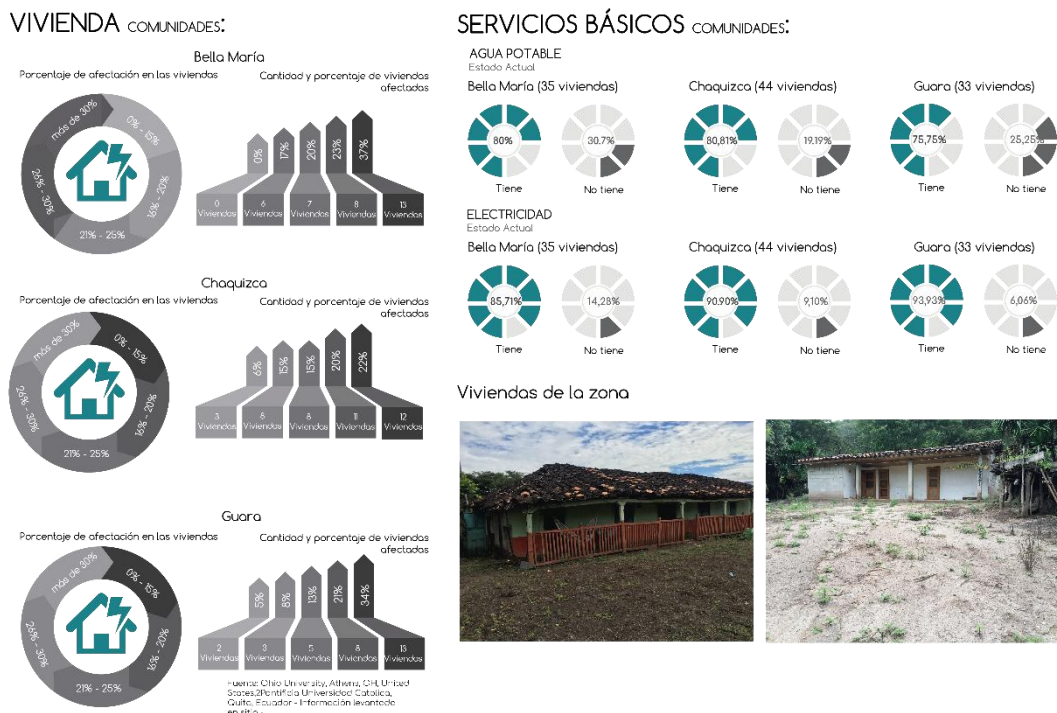 VIVIENDA COMUNIDADES:
Bella María
Porcentaje de afectación en las viviendas
Cantidad y porcentaje de viviendas
afectadas
más de 30%
0% - 15%
16% - 20%
21% - 25%
26% - 30%
0%
17%
20%
23%
37%
0
Viviendas
6
Viviendas
7
Viviendas
8
Viviendas
13
Viviendas
Chaquizca
Porcentaje de afectación en las viviendas
Cantidad y porcentaje de viviendas
afectadas
más de 30%
0% - 15%
16% - 20%
21% - 25%
26% - 30%
6%
15%
15%
20%
22%
3
Viviendas
8
Viviendas
8
Viviendas
11
Viviendas
12
Viviendas
Guara
Porcentaje de afectación en las viviendas
Cantidad y porcentaje de viviendas
afectadas
más de 30%
0% - 15%
16% - 20%
21% - 25%
26% - 30%
5%
8%
13%
21%
34%
2
Viviendas
3
Viviendas
5
Viviendas
8
Viviendas
13
Viviendas
Fuente: Ohio University, Athens, OH, United
States,2Pontificia Universidad Catolica,
Quito, Ecuador - Información levantada
en sitio.
SERVICIOS BÁSICOS COMUNIDADES:
AGUA POTABLE
Estado Actual
Bella María (35 viviendas)
80%
Tiene
30.7%
No tiene
Chaquizca (44 viviendas)
80,81%
Tiene
19.19%
No tiene
Guara (33 viviendas)
75,75%
Tiene
25,25%
No tiene
ELECTRICIDAD
Estado Actual
Bella María (35 viviendas)
85,71%
Tiene
14,28%
No tiene
Chaquizca (44 viviendas)
90.90%
Tiene
9,10%
No tiene
Guara (33 viviendas)
93,93%
Tiene
6,06%
No tiene
Viviendas de la zona